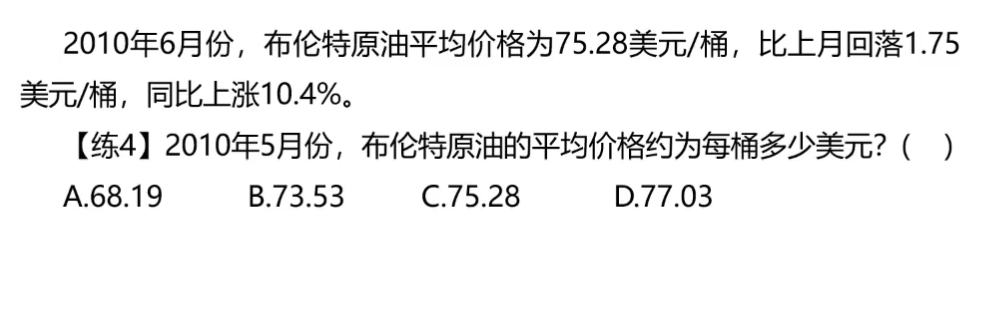 2010年6月份，布伦特原油平均价格为75.28美元/桶，比上月回落1.75
美元/桶，同比上涨10.4%。
【练4】2010年5月份，布伦特原油的平均价格约为每桶多少美元？（ ）
A.68.19 B.73.53 C.75.28 D.77.03